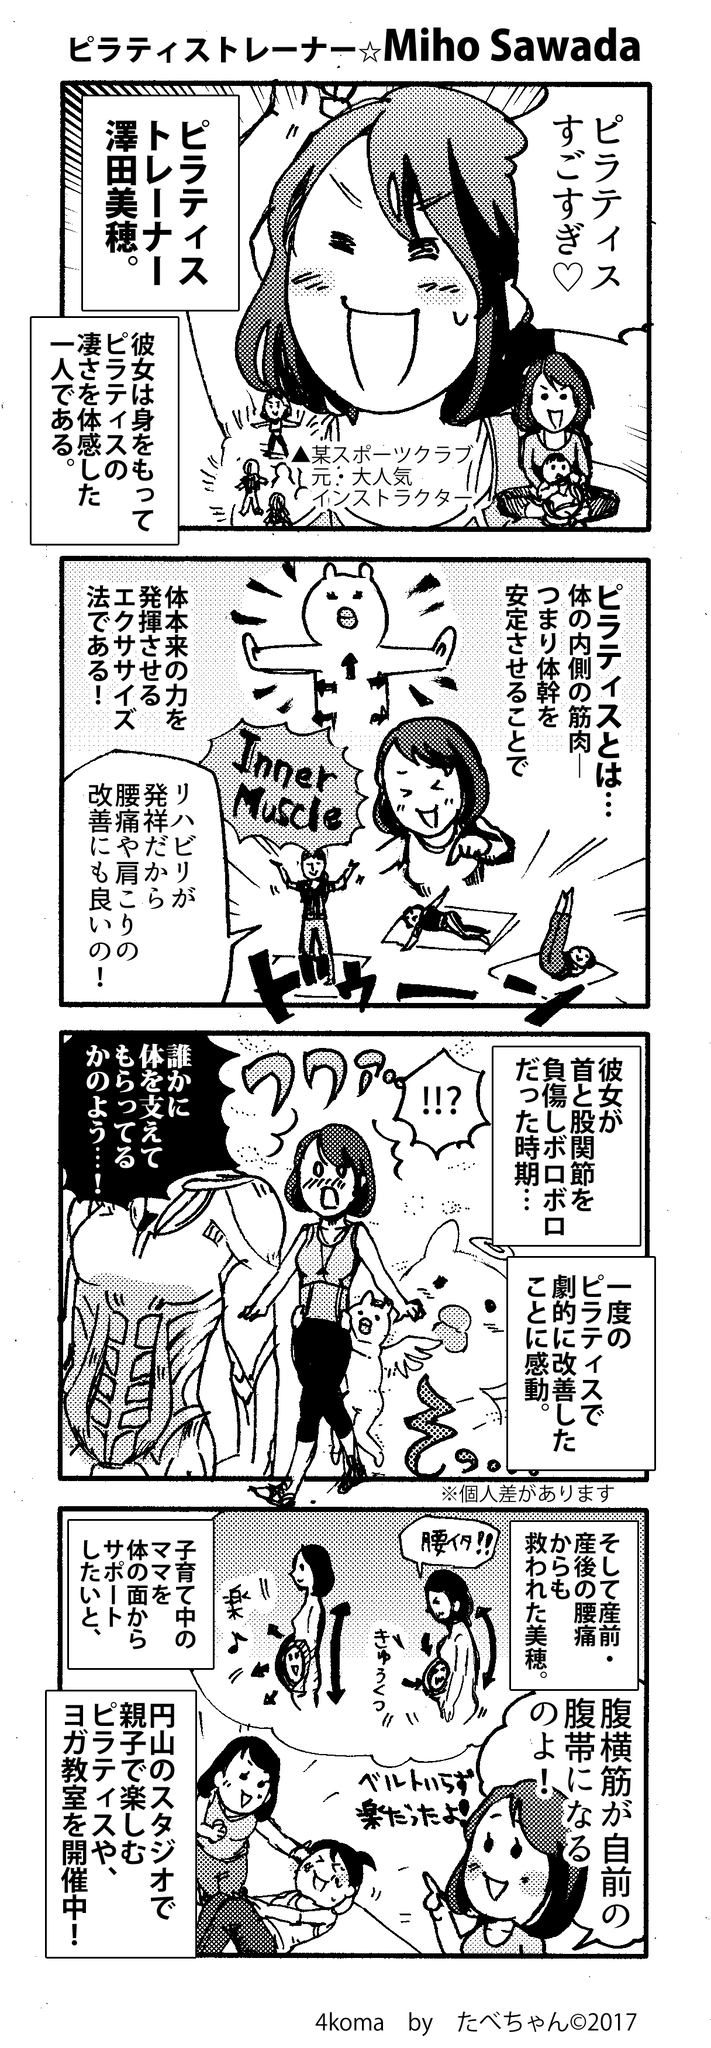 ピラティストレーナー☆Miho Sawada
ピラティス
すごすぎ♡
ピラティス
トレーナー
澤田美穂。
彼女は身をもって
ピラティスの
凄さを体感した
一人である。
▲某スポーツクラブ
元・大人気
インストラクター
ピラティスとは…
体の内側の筋肉―
つまり体幹を
安定させることで
体本来の力を
発揮させる
エクササイズ
法である！
Inner
Muscle
リハビリが
発祥だから
腰痛や肩こりの
改善にも良いの！
ドゥーーン
彼女が
首と股関節を
負傷しボロボロ
だった時期…
!!?
フワァ…
誰かに
体を支えて
もらってる
かのよう…！
一度の
ピラティスで
劇的に改善した
ことに感動。
そっ…
※個人差があります
そして産前・
産後の腰痛
からも
救われた美穂。
腰イタ!!
きゅうくつ
楽♪
子育て中の
ママを
体の面から
サポート
したいと、
腹横筋が自前の
腹帯になる
のよ！
ベルトいらず
楽だったよ！
円山のスタジオで
親子で楽しむ
ピラティスや、
ヨガ教室を開催中！
4koma by たべちゃん©2017